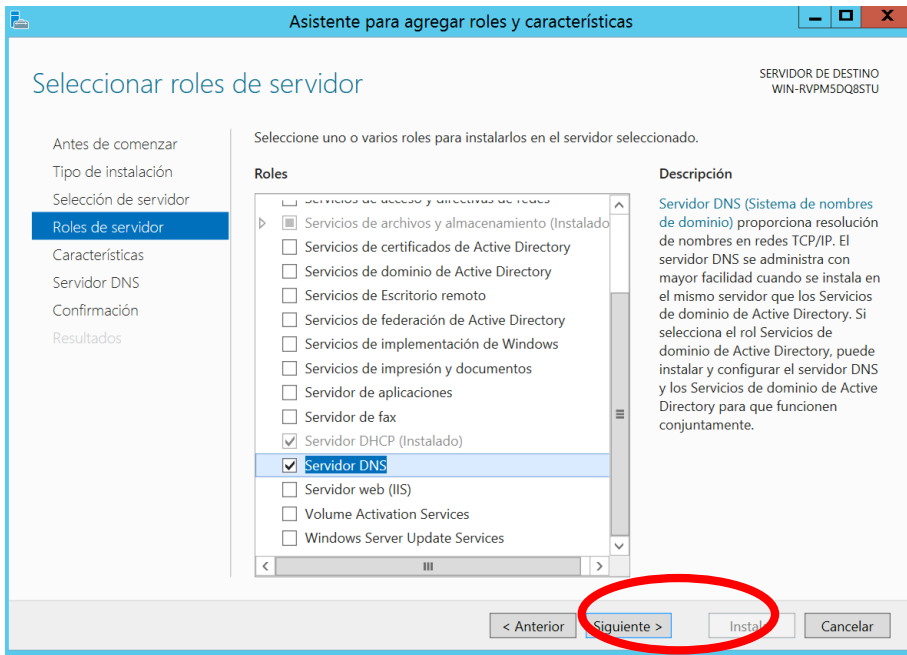 Asistente para agregar roles y características
Seleccionar roles de servidor
SERVIDOR DE DESTINO
WIN-RVPM5DQ8STU
Antes de comenzar
Tipo de instalación
Selección de servidor
Roles de servidor
Características
Servidor DNS
Confirmación
Resultados
Seleccione uno o varios roles para instalarlos en el servidor seleccionado.
Roles
Servicios de acceso y directivas de redes
Servicios de archivos y almacenamiento (Instalado
Servicios de certificados de Active Directory
Servicios de dominio de Active Directory
Servicios de Escritorio remoto
Servicios de federación de Active Directory
Servicios de implementación de Windows
Servicios de impresión y documentos
Servidor de aplicaciones
Servidor de fax
Servidor DHCP (Instalado)
Servidor DNS
Servidor web (IIS)
Volume Activation Services
Windows Server Update Services
Descripción
Servidor DNS (Sistema de nombres
de dominio) proporciona resolución
de nombres en redes TCP/IP. El
servidor DNS se administra con
mayor facilidad cuando se instala en
el mismo servidor que los Servicios
de dominio de Active Directory. Si
selecciona el rol Servicios de
dominio de Active Directory, puede
instalar y configurar el servidor DNS
y los Servicios de dominio de Active
Directory para que funcionen
conjuntamente.
< Anterior
Siguiente >
Instalar
Cancelar